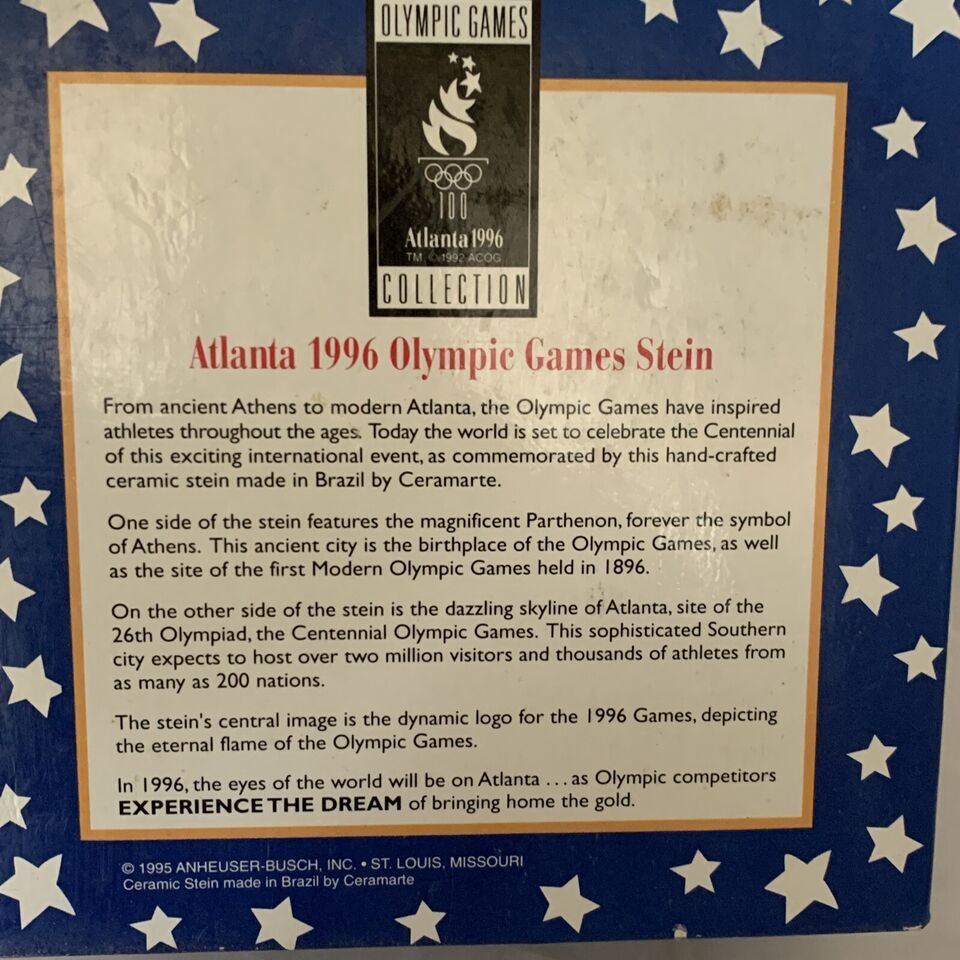 OLYMPIC GAMES
100
Atlanta 1996
TM, © 1992 ACOG
COLLECTION
Atlanta 1996 Olympic Games Stein
From ancient Athens to modern Atlanta, the Olympic Games have inspired
athletes throughout the ages. Today the world is set to celebrate the Centennial
of this exciting international event, as commemorated by this hand-crafted
ceramic stein made in Brazil by Ceramarte.
One side of the stein features the magnificent Parthenon, forever the symbol
of Athens. This ancient city is the birthplace of the Olympic Games, as well
as the site of the first Modern Olympic Games held in 1896.
On the other side of the stein is the dazzling skyline of Atlanta, site of the
26th Olympiad, the Centennial Olympic Games. This sophisticated Southern
city expects to host over two million visitors and thousands of athletes from
as many as 200 nations.
The stein's central image is the dynamic logo for the 1996 Games, depicting
the eternal flame of the Olympic Games.
In 1996, the eyes of the world will be on Atlanta ... as Olympic competitors
EXPERIENCE THE DREAM of bringing home the gold.
© 1995 ANHEUSER-BUSCH, INC. • ST. LOUIS, MISSOURI
Ceramic Stein made in Brazil by Ceramarte